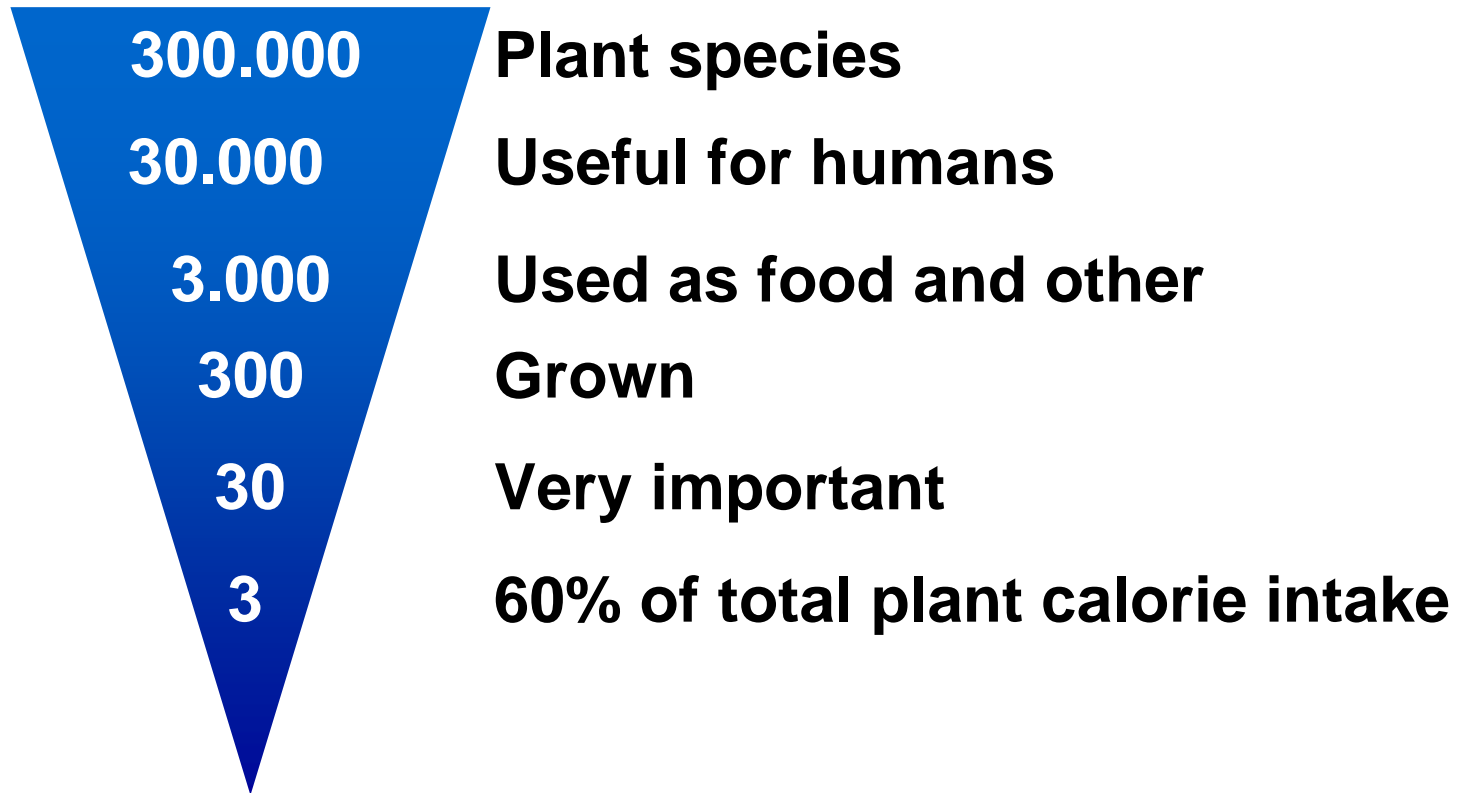 300.000 Plant species
30.000 Useful for humans
3.000 Used as food and other
300 Grown
30 Very important
3 60% of total plant calorie intake